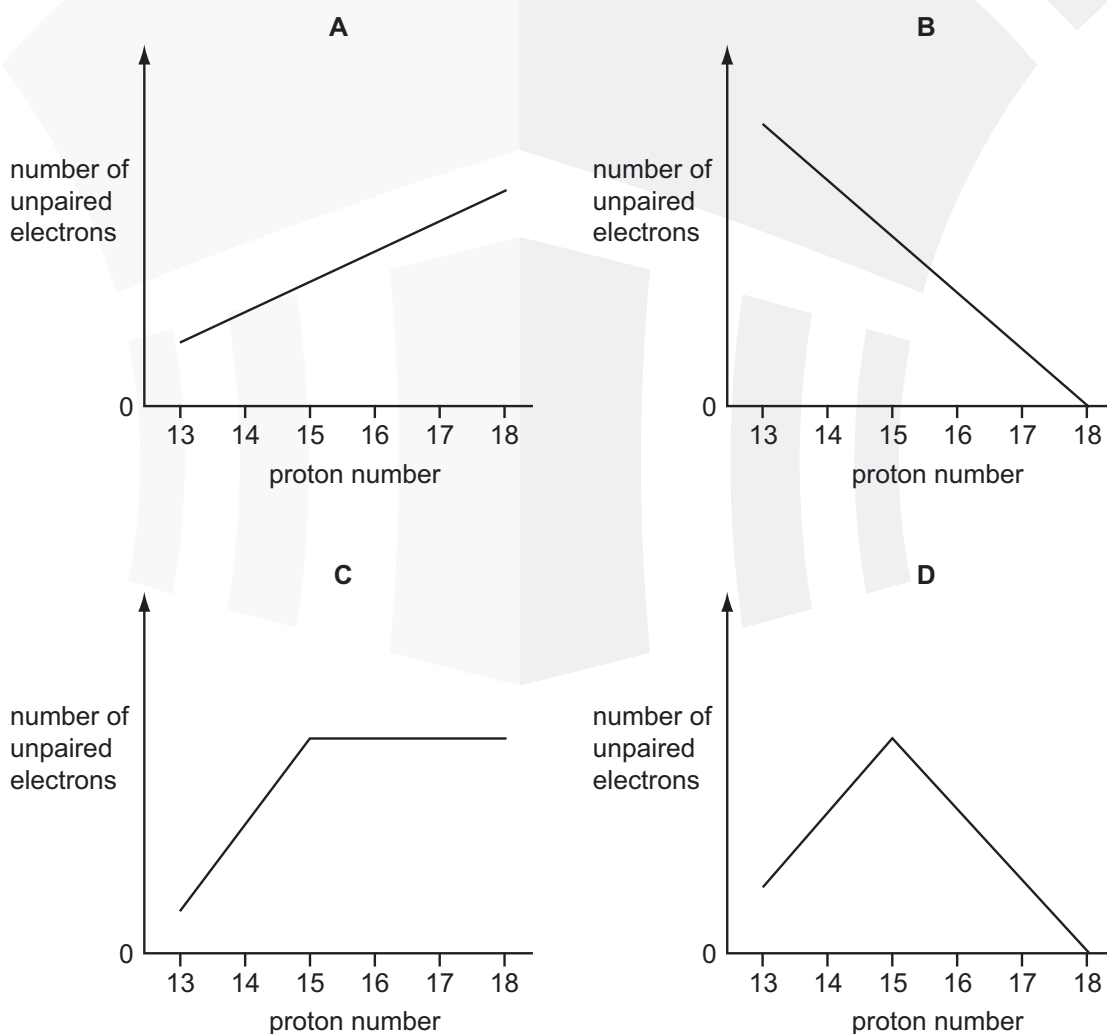 A
number of
unpaired
electrons
0
13 14 15 16 17 18
proton number
B
number of
unpaired
electrons
0
13 14 15 16 17 18
proton number
C
number of
unpaired
electrons
0
13 14 15 16 17 18
proton number
D
number of
unpaired
electrons
0
13 14 15 16 17 18
proton number